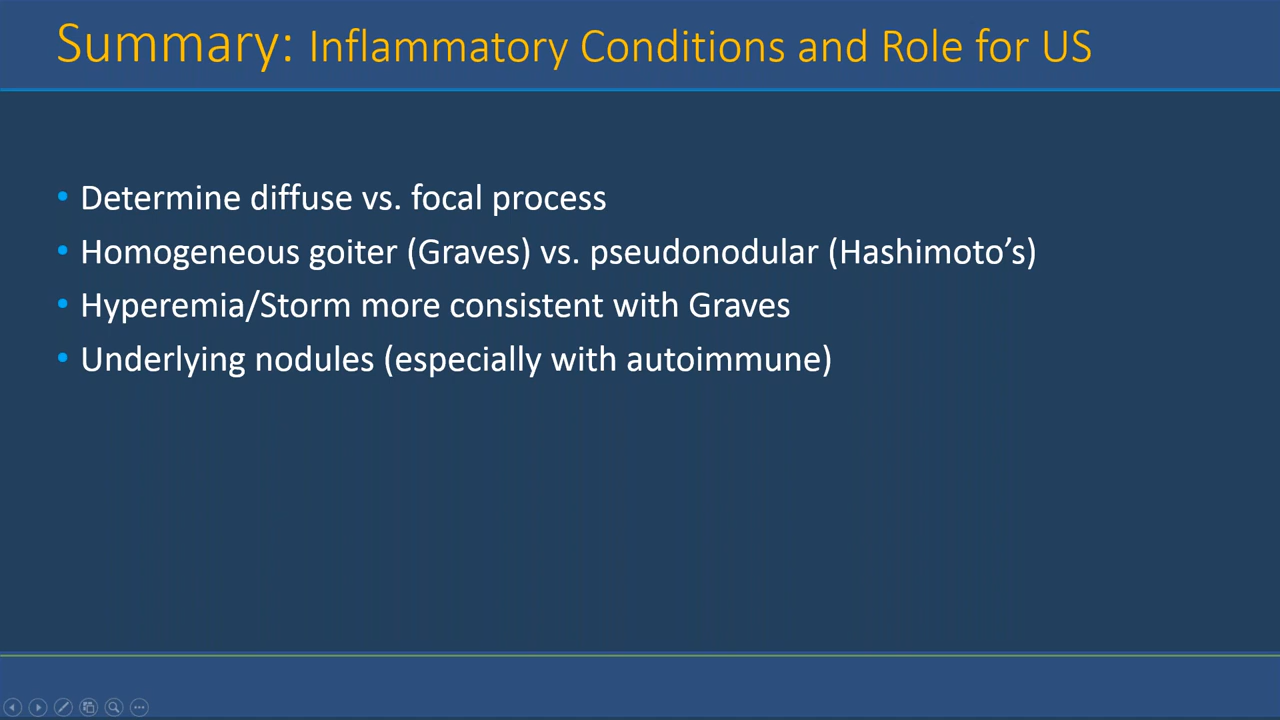 Summary: Inflammatory Conditions and Role for US
• Determine diffuse vs. focal process
• Homogeneous goiter (Graves) vs. pseudonodular (Hashimoto’s)
• Hyperemia/Storm more consistent with Graves
• Underlying nodules (especially with autoimmune)